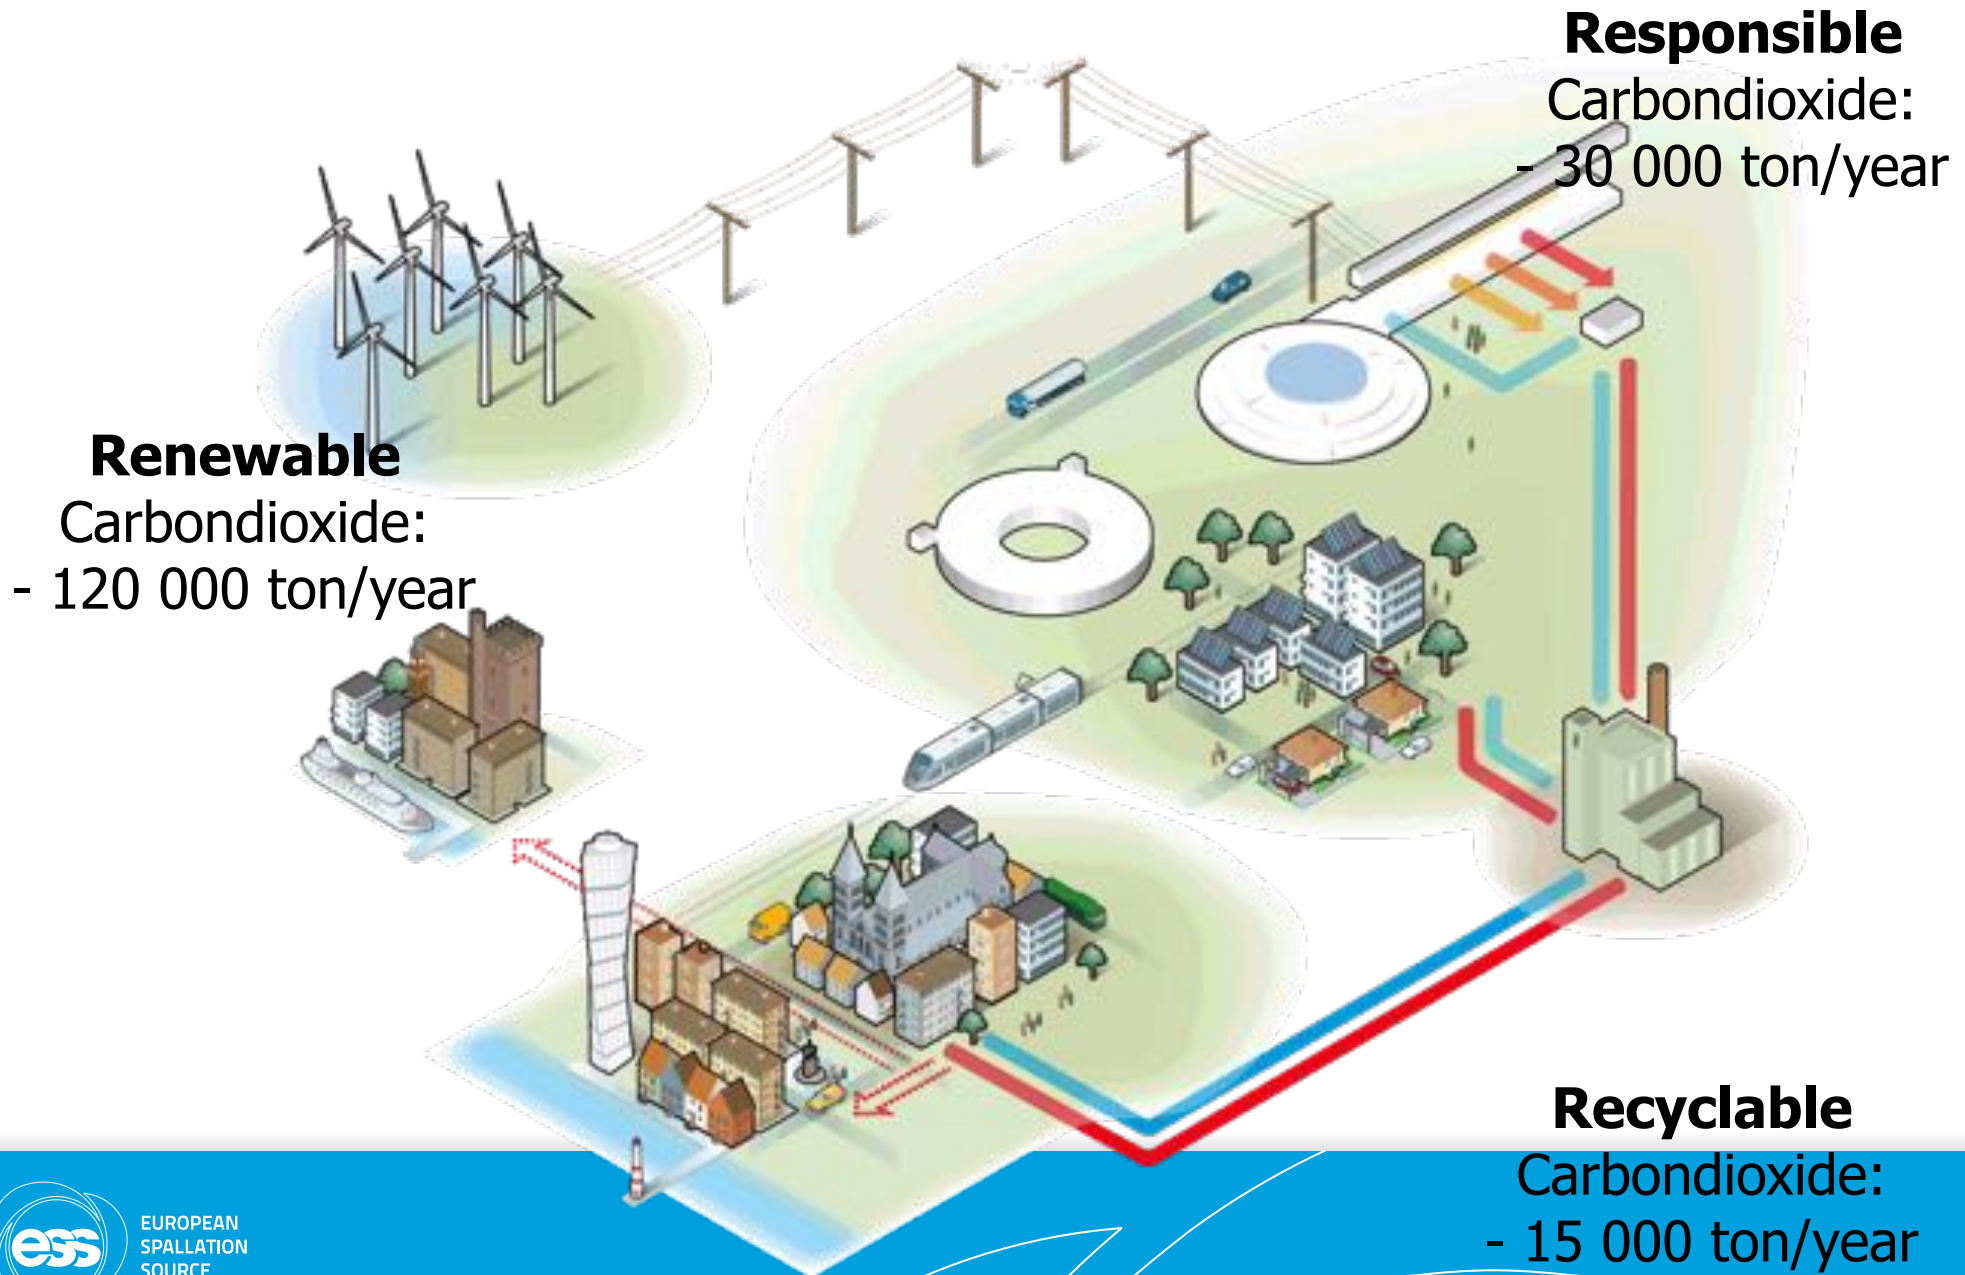 Responsible
Carbondioxide:
- 30 000 ton/year
Renewable
Carbondioxide:
- 120 000 ton/year
Recyclable
Carbondioxide:
- 15 000 ton/year
ess
EUROPEAN
SPALLATION
SOURCE